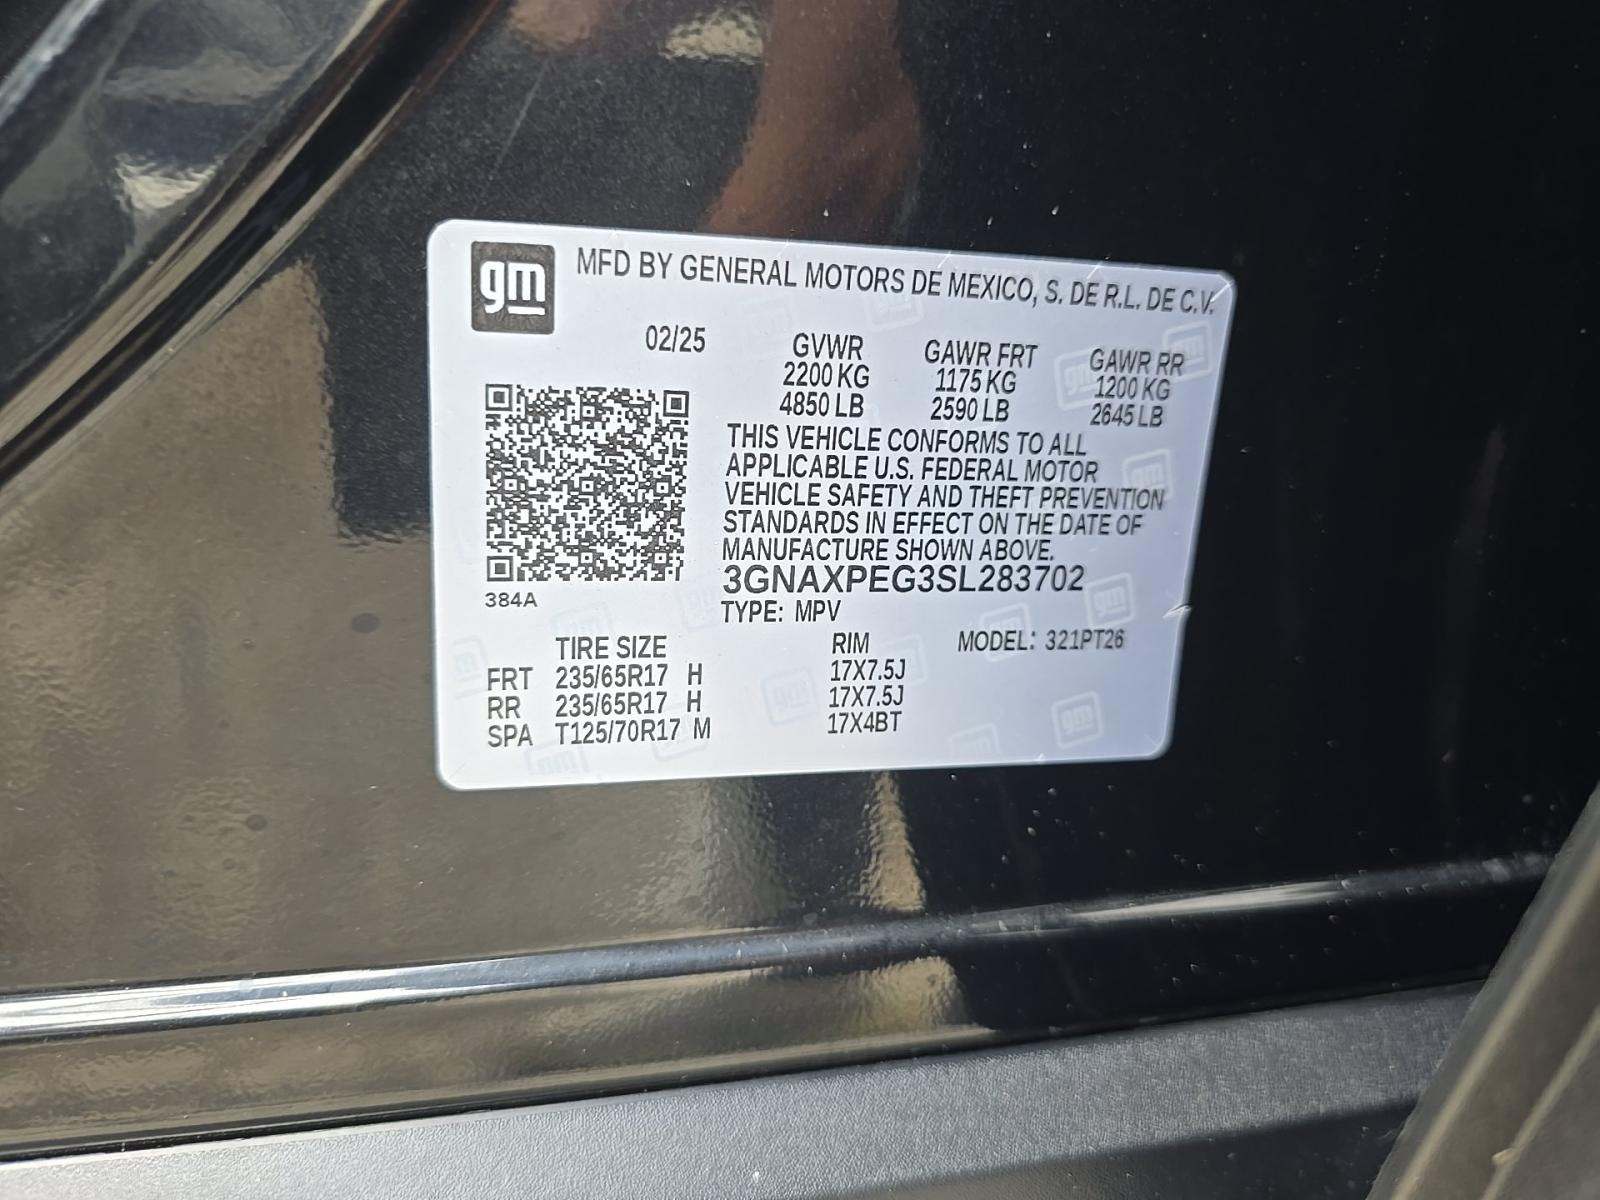 gm
MFD BY GENERAL MOTORS DE MEXICO, S. DE R.L. DE C.V.
02/25 GVWR GAWR FRT GAWR RR
2200 KG 1175 KG 1200 KG
4850 LB 2590 LB 2645 LB
THIS VEHICLE CONFORMS TO ALL
APPLICABLE U.S. FEDERAL MOTOR
VEHICLE SAFETY AND THEFT PREVENTION
STANDARDS IN EFFECT ON THE DATE OF
MANUFACTURE SHOWN ABOVE.
3GNAXPEG3SL283702
384A
TYPE: MPV
TIRE SIZE RIM MODEL: 321PT26
FRT 235/65R17 H 17X7.5J
RR 235/65R17 H 17X7.5J
SPA T125/70R17 M 17X4BT